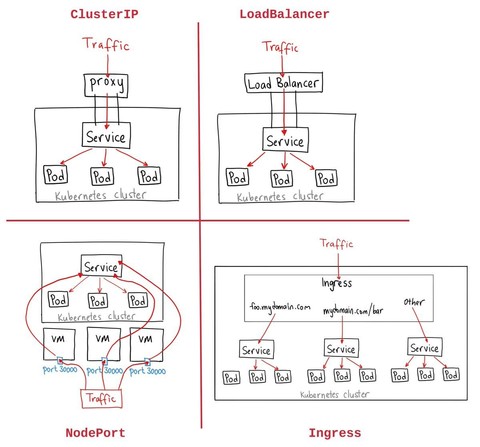 ClusterIP
Traffic
proxy
Service
Pod Pod Pod
Kubernetes cluster
LoadBalancer
Traffic
Load Balancer
Service
Pod Pod Pod
Kubernetes cluster
Service
Pod Pod Pod
Kubernetes cluster
VM VM VM
port 30000 port 30000 port 30000
Traffic
NodePort
Traffic
Ingress
foo.mydomain.com mydomain.com/bar Other
Service Service Service
Pod Pod Pod Pod Pod Pod Pod Pod Pod
Kubernetes cluster
Ingress